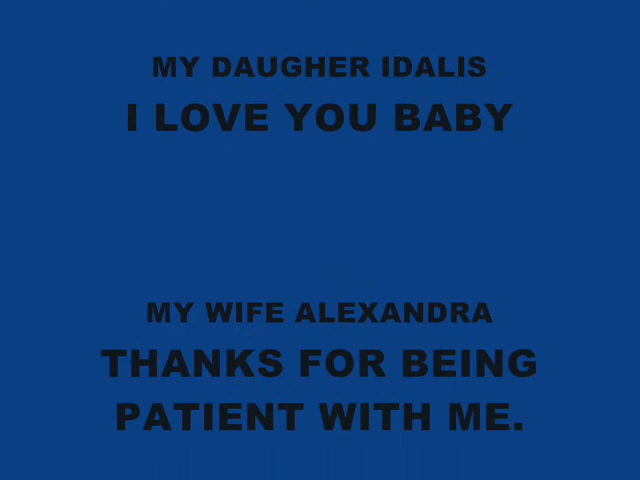 MY DAUGHER IDALIS
I LOVE YOU BABY
MY WIFE ALEXANDRA
THANKS FOR BEING
PATIENT WITH ME.